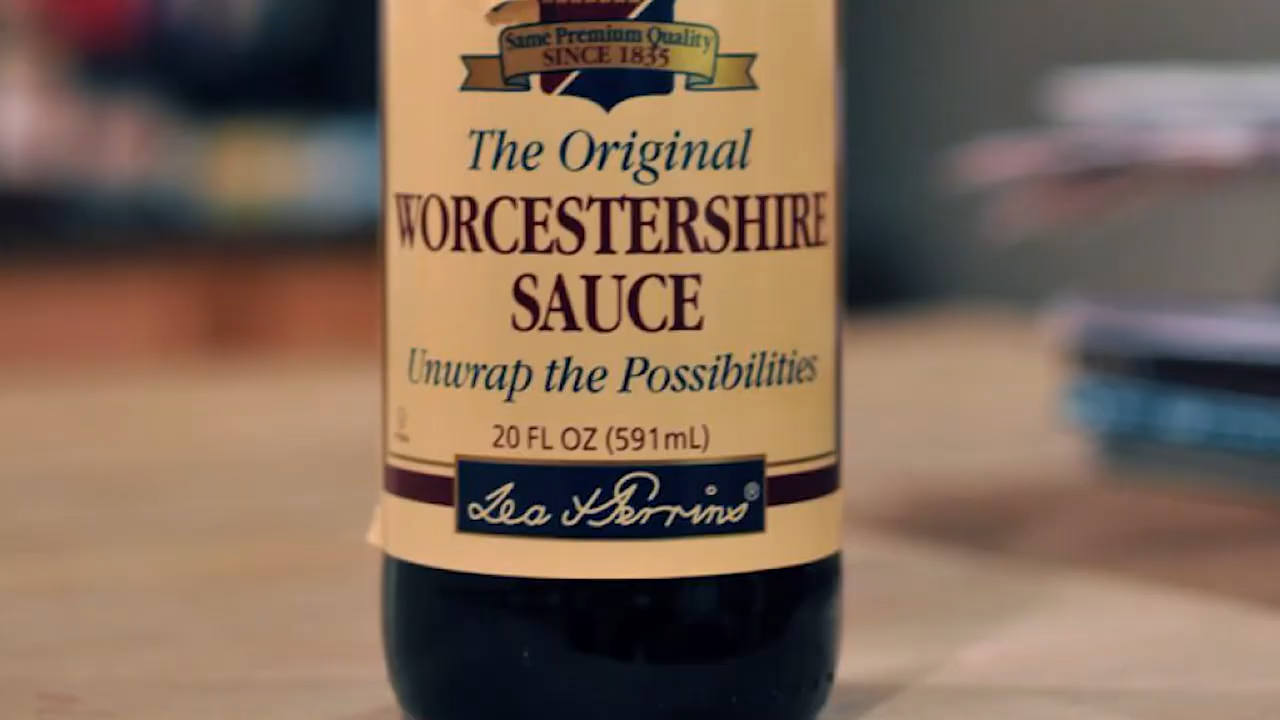 Same Premium Quality
SINCE 1835
The Original
WORCESTERSHIRE
SAUCE
Unwrap the Possibilities
20 FL OZ (591mL)
Lea & Perrins®